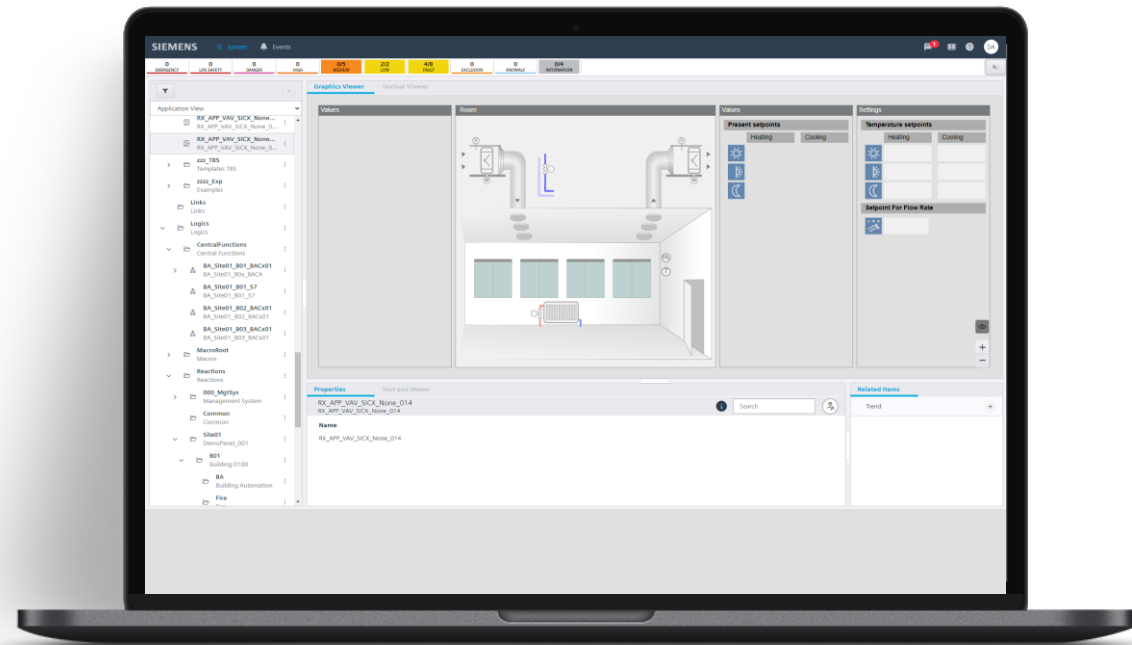 SIEMENS System Events 1 DA
0 0 0 0 0/5 2/2 4/0 0 0 0/4
EMERGENCY LIFE SAFETY DANGER HIGH MEDIUM LOW FAULT EXCLUSION ANOMALY INFORMATION
Graphics Viewer Textual Viewer
Application View
RX_APP_VAV_SICX_None...
RX_APP_VAV_SICX_None_0...
RX_APP_VAV_SICX_None...
RX_APP_VAV_SICX_None_0...
zzz_TBS
Templates TBS
zzzz_Exp
Examples
Links
Links
Logics
Logics
CentralFunctions
Central Functions
BA_Site01_B01_BACx01
BA_Site01_B0x_BACA
BA_Site01_B01_S7
BA_Site01_B01_S7
BA_Site01_B02_BACx01
BA_Site01_B02_BACx01
BA_Site01_B03_BACx01
BA_Site01_B03_BACx01
MacroRoot
Macros
Reactions
Reactions
000_MgtSys
Management System
Common
Common
Site01
DemoPanel_001
B01
Building 0100
BA
Building Automation
Fire
Values
Room
Values
Present setpoints
Heating Cooling
Settings
Temperature setpoints
Heating Cooling
Setpoint For Flow Rate
Properties Text and Memo
RX_APP_VAV_SICX_None_014
RX_APP_VAV_SICX_None_014
Search
Name
RX_APP_VAV_SICX_None_014
Related Items
Trend